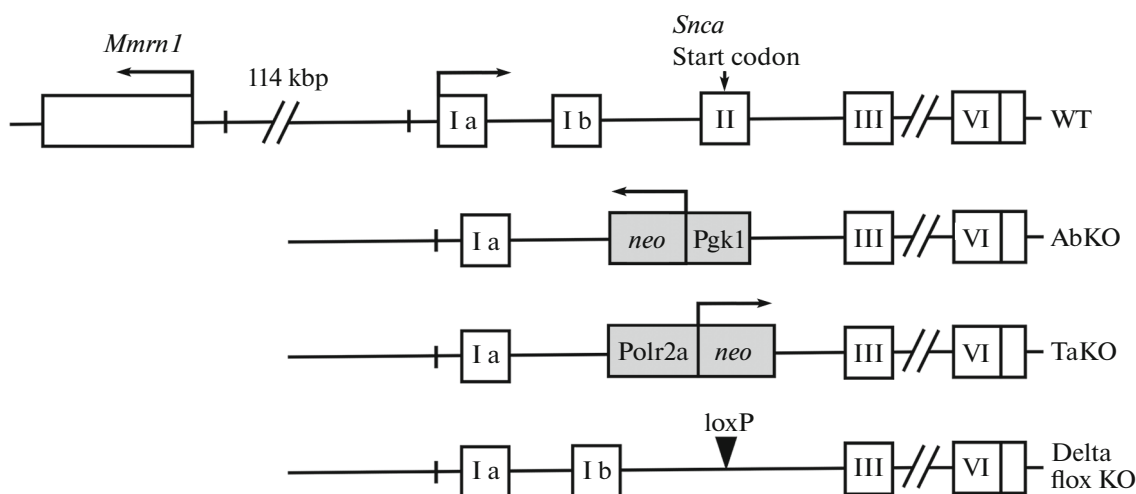 Snca
Mmrn1
Start codon
114 kbp
I a
I b
II
III
VI
WT
I a
neo
Pgk1
III
VI
AbKO
I a
Polr2a
neo
III
VI
TaKO
loxP
I a
I b
III
VI
Delta
flox KO